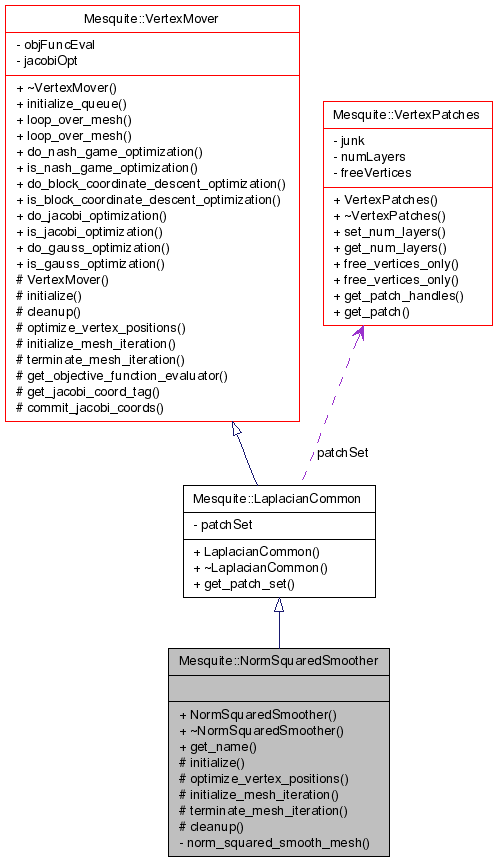 Mesquite::VertexMover
- objFuncEval
- jacobiOpt
+ ~VertexMover()
+ initialize_queue()
+ loop_over_mesh()
+ loop_over_mesh()
+ do_nash_game_optimization()
+ is_nash_game_optimization()
+ do_block_coordinate_descent_optimization()
+ is_block_coordinate_descent_optimization()
+ do_jacobi_optimization()
+ is_jacobi_optimization()
+ do_gauss_optimization()
+ is_gauss_optimization()
# VertexMover()
# initialize()
# cleanup()
# optimize_vertex_positions()
# initialize_mesh_iteration()
# terminate_mesh_iteration()
# get_objective_function_evaluator()
# get_jacobi_coord_tag()
# commit_jacobi_coords()
Mesquite::VertexPatches
- junk
- numLayers
- freeVertices
+ VertexPatches()
+ ~VertexPatches()
+ set_num_layers()
+ get_num_layers()
+ free_vertices_only()
+ free_vertices_only()
+ get_patch_handles()
+ get_patch()
patchSet
Mesquite::LaplacianCommon
- patchSet
+ LaplacianCommon()
+ ~LaplacianCommon()
+ get_patch_set()
Mesquite::NormSquaredSmoother
+ NormSquaredSmoother()
+ ~NormSquaredSmoother()
+ get_name()
# initialize()
# optimize_vertex_positions()
# initialize_mesh_iteration()
# terminate_mesh_iteration()
# cleanup()
- norm_squared_smooth_mesh()